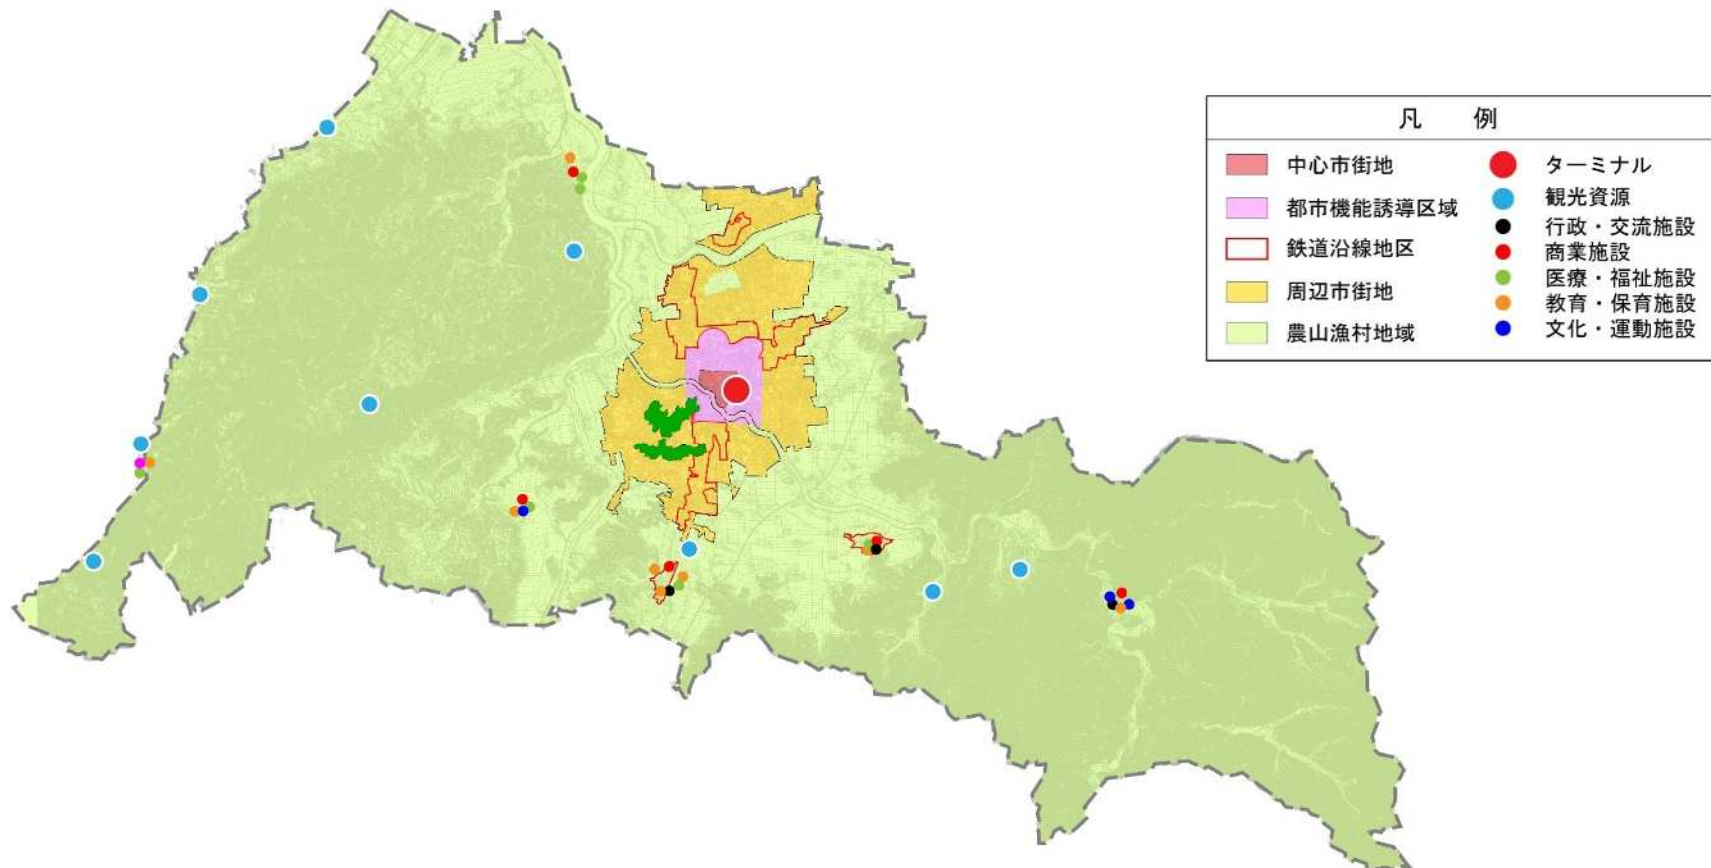 凡 例
中心市街地
都市機能誘導区域
鉄道沿線地区
周辺市街地
農山漁村地域
ターミナル
観光資源
行政・交流施設
商業施設
医療・福祉施設
教育・保育施設
文化・運動施設